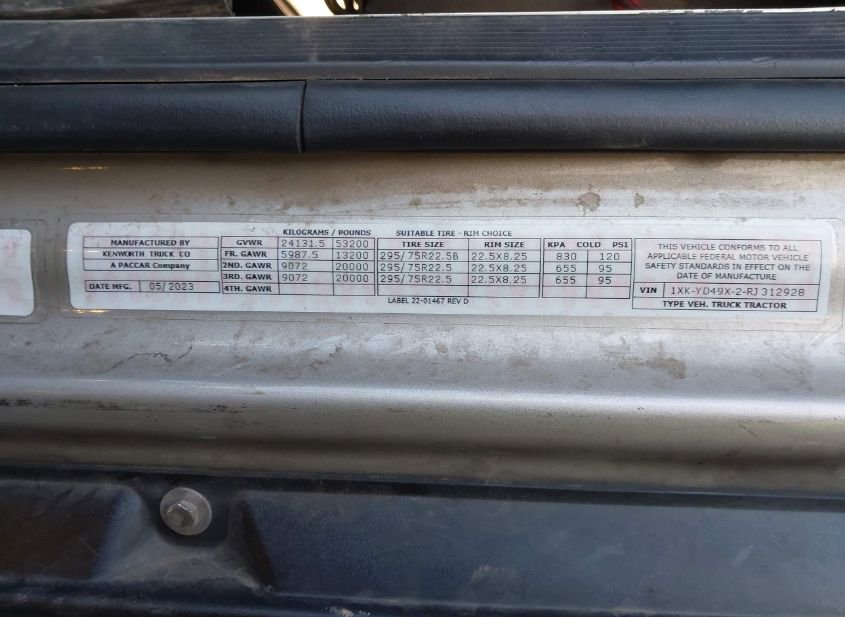 KILOGRAMS / POUNDS SUITABLE TIRE - RIM CHOICE
MANUFACTURED BY GVWR 24131.5 53200 TIRE SIZE RIM SIZE KPA COLD PSI
KENWORTH TRUCK CO FR. GAWR 5987.5 13200 295/75R22.5B 22.5X8.25 830 120
A PACCAR Company 2ND. GAWR 9072 20000 295/75R22.5 22.5X8.25 655 95
3RD. GAWR 9072 20000 295/75R22.5 22.5X8.25 655 95
DATE MFG. 05/2023 4TH. GAWR
LABEL 22-01467 REV D
THIS VEHICLE CONFORMS TO ALL
APPLICABLE FEDERAL MOTOR VEHICLE
SAFETY STANDARDS IN EFFECT ON THE
DATE OF MANUFACTURE
VIN 1XK-YD49X-2-RJ312928
TYPE VEH. TRUCK TRACTOR